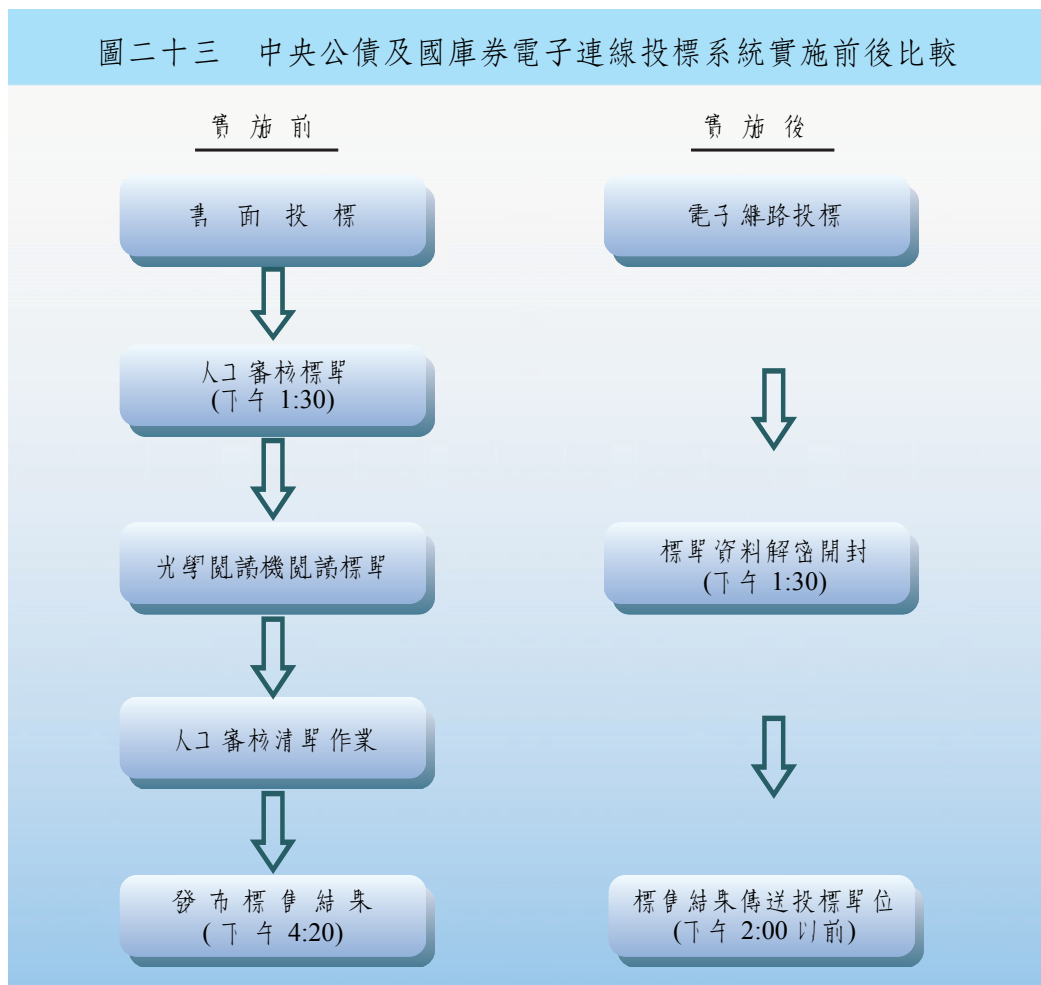 圖二十三　中央公債及國庫券電子連線投標系統實施前後比較
實施前
書面投標
人工審核標單
(下午 1:30)
光學閱讀機閱讀標單
人工審核清單作業
發布標售結果
(下午 4:20)
實施後
電子網路投標
標單資料解密開封
(下午 1:30)
標售結果傳送投標單位
(下午 2:00 以前)